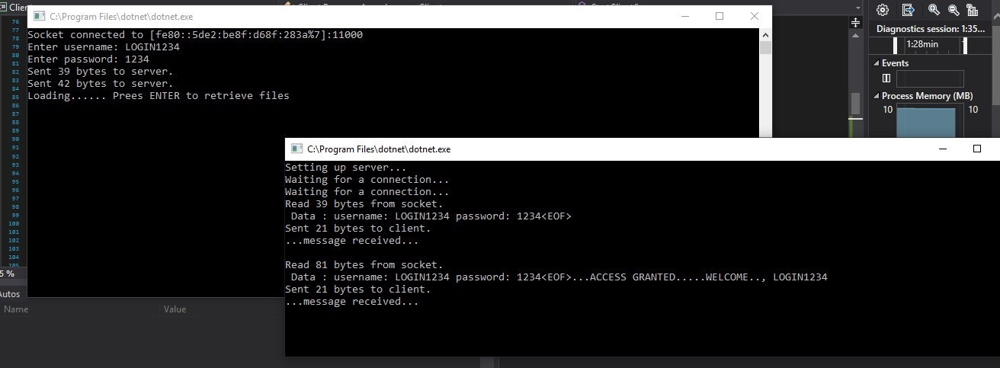 Client
C:\Program Files\dotnet\dotnet.exe
76
77
78
79
80
81
82
83
84
85
86
87
88
89
90
91
92
93
94
95
96
97
98
99
100
101
102
103
104
105
Socket connected to [fe80::5de2:be8f:d68f:283a%7]:11000
Enter username: LOGIN1234
Enter password: 1234
Sent 39 bytes to server.
Sent 42 bytes to server.
Loading...... Prees ENTER to retrieve files
Diagnostics session: 1:35...
1:28min
Events
Process Memory (MB)
10
10
C:\Program Files\dotnet\dotnet.exe
Setting up server...
Waiting for a connection...
Waiting for a connection...
Read 39 bytes from socket.
Data : username: LOGIN1234 password: 1234<EOF>
Sent 21 bytes to client.
...message received...
Read 81 bytes from socket.
Data : username: LOGIN1234 password: 1234<EOF>...ACCESS GRANTED.....WELCOME.., LOGIN1234
Sent 21 bytes to client.
...message received...
5 %
Autos
Name Value